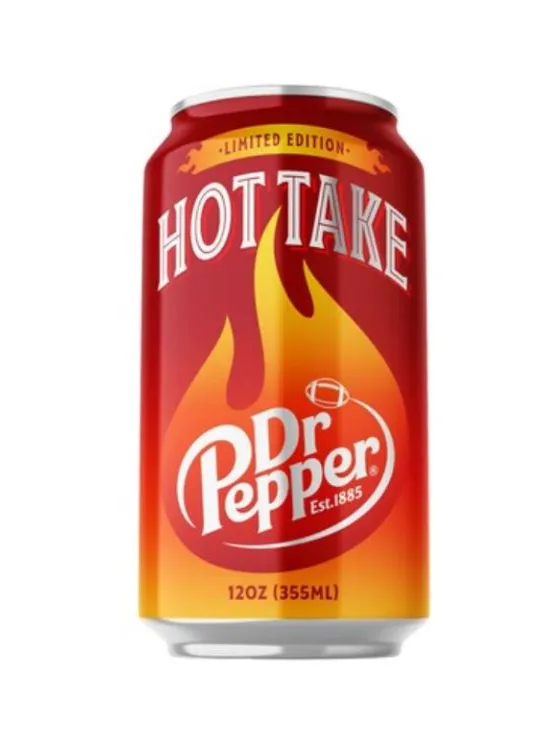 ·LIMITED EDITION·
HOT TAKE
Dr
Pepper®
Est.1885
12OZ (355ML)